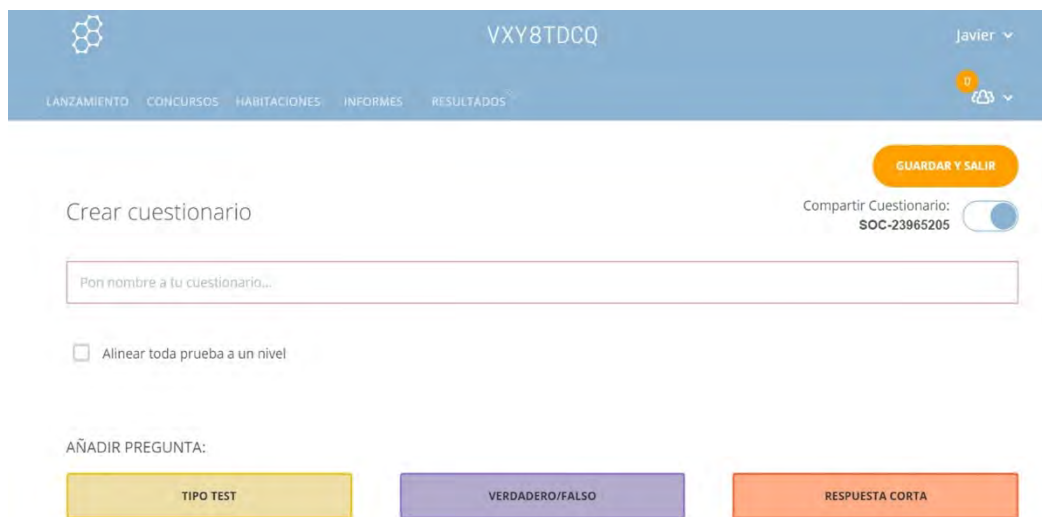 VXY8TDCQ
Javier
0
LANZAMIENTO CONCURSOS HABITACIONES INFORMES RESULTADOS
GUARDAR Y SALIR
Crear cuestionario
Compartir Cuestionario:
SOC-23965205
Pon nombre a tu cuestionario...
Alinear toda prueba a un nivel
AÑADIR PREGUNTA:
TIPO TEST VERDADERO/FALSO RESPUESTA CORTA